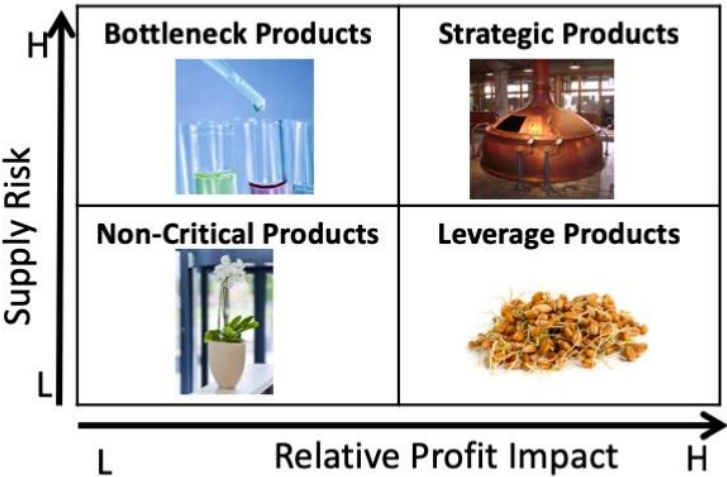 H
Bottleneck Products
Strategic Products
Supply Risk
Non-Critical Products
Leverage Products
L
L
Relative Profit Impact
H